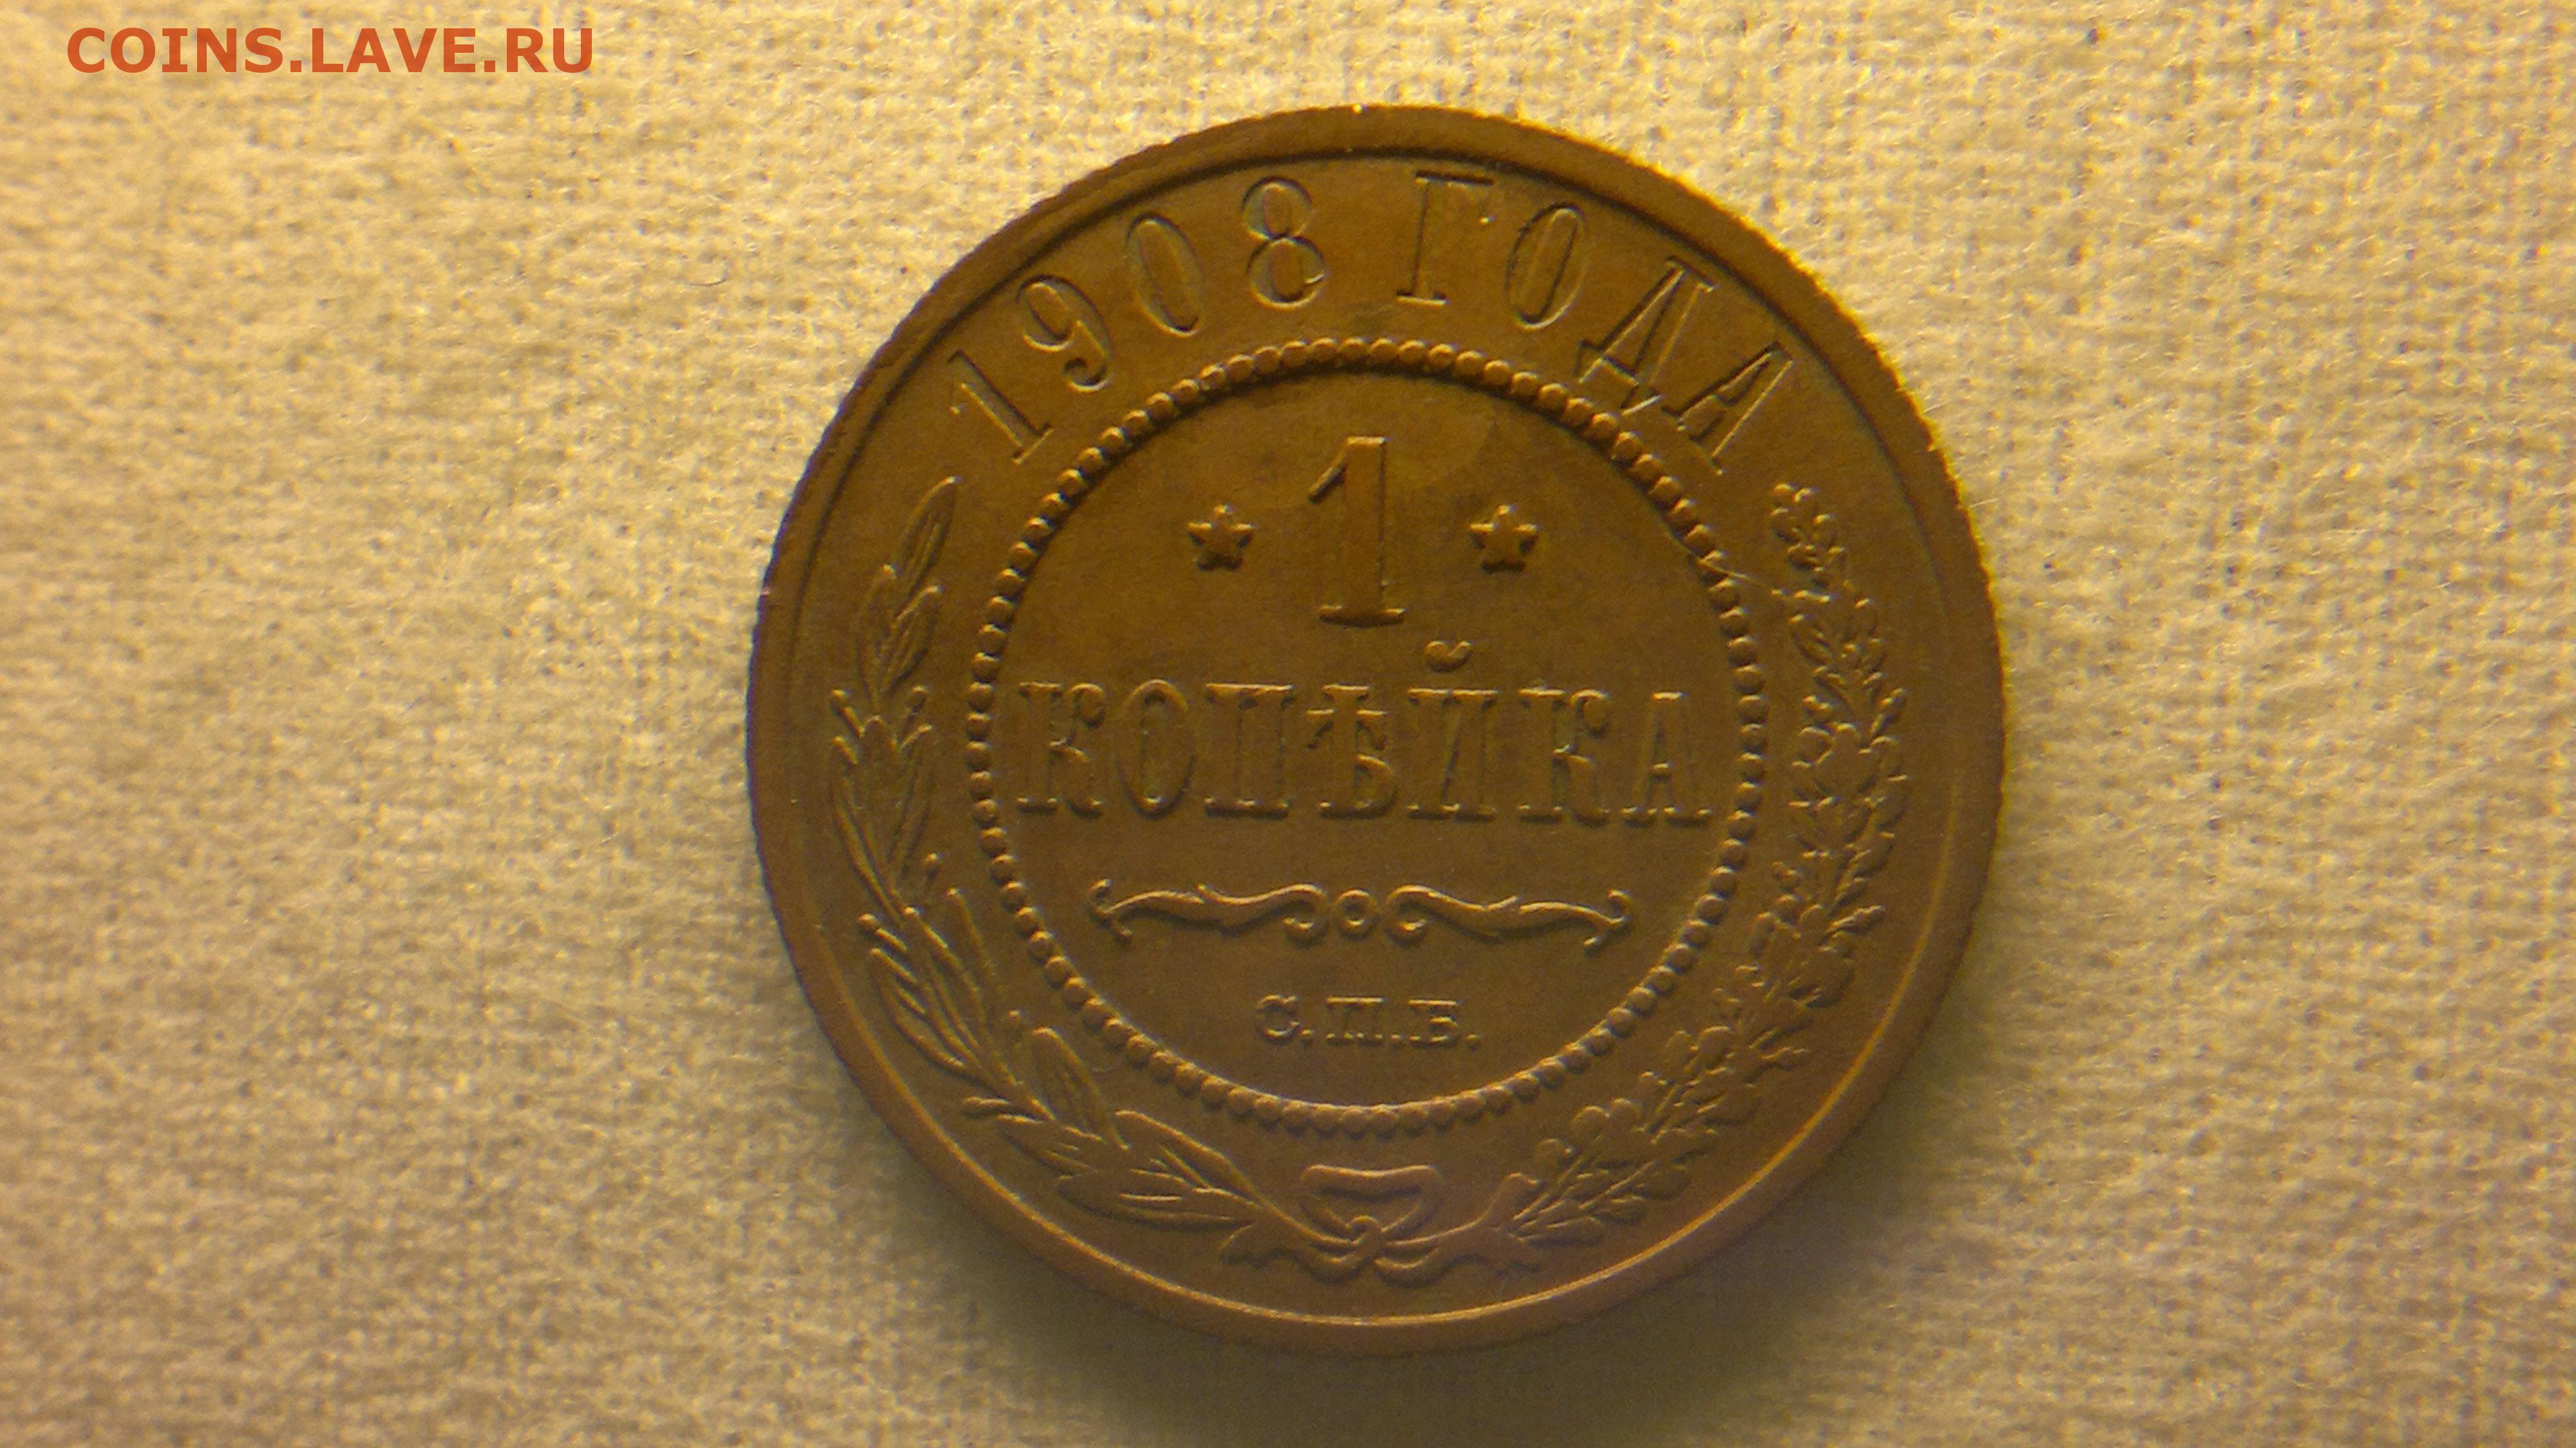 COINS.LAVE.RU
1908 ГОДА
1
КОПѢЙКА
С.П.Б.